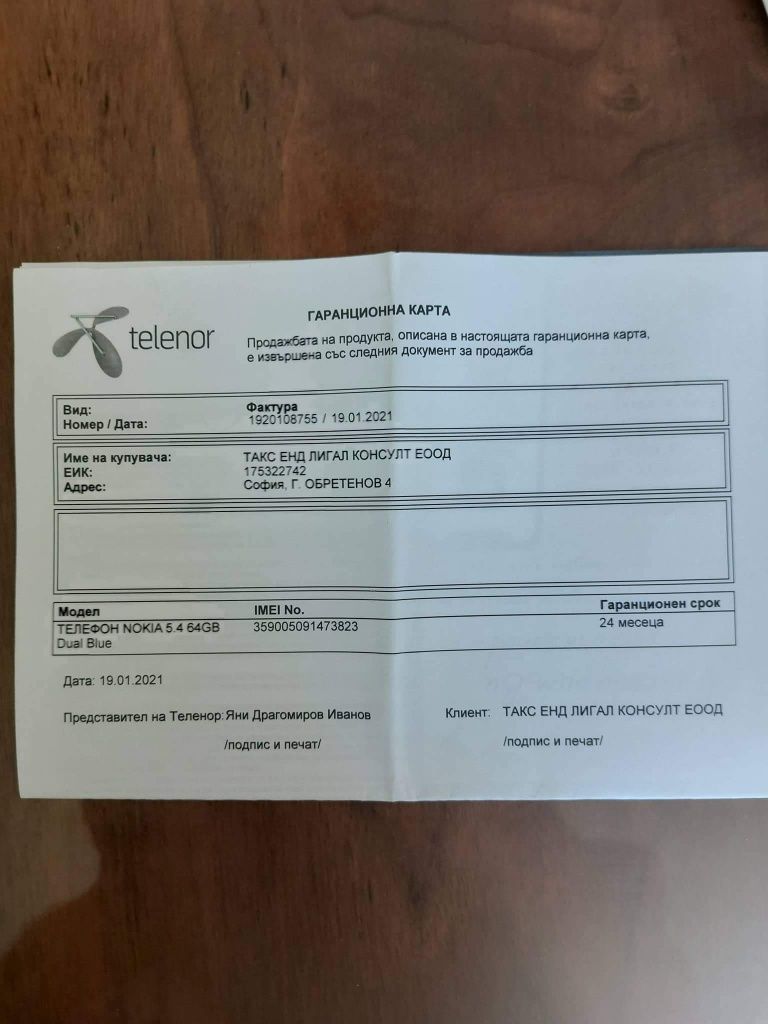 ГАРАНЦИОННА КАРТА
telenor
Продажбата на продукта, описана в настоящата гаранционна карта,
е извършена със следния документ за продажба
Вид: Фактура
Номер / Дата: 1920108755 / 19.01.2021
Име на купувача: ТАКС ЕНД ЛИГАЛ КОНСУЛТ ЕООД
ЕИК: 175322742
Адрес: София, Г. ОБРЕТЕНОВ 4
Модел IMEI No. Гаранционен срок
ТЕЛЕФОН NOKIA 5.4 64GB 359005091473823 24 месеца
Dual Blue
Дата: 19.01.2021
Представител на Теленор: Яни Драгомиров Иванов Клиент: ТАКС ЕНД ЛИГАЛ КОНСУЛТ ЕООД
/подпис и печат/ /подпис и печат/